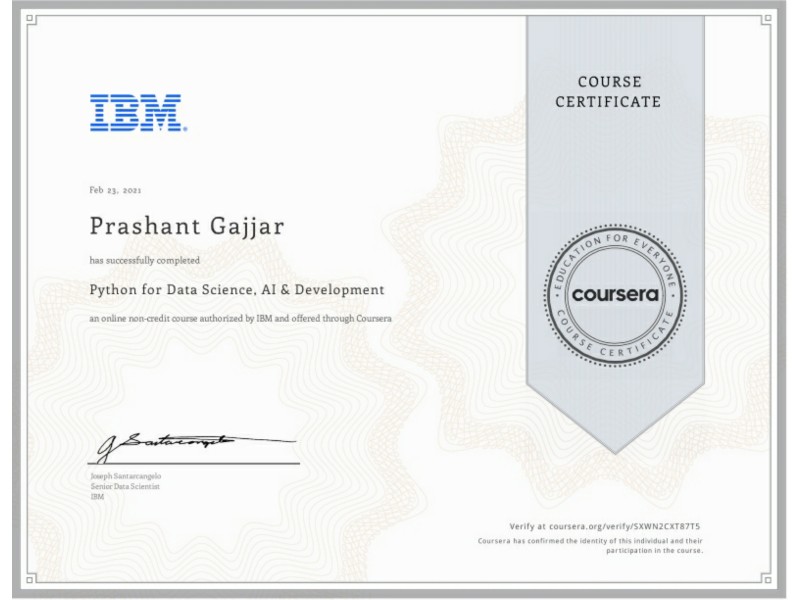 COURSE
CERTIFICATE
IBM
Feb 23, 2021
Prashant Gajjar
has successfully completed
Python for Data Science, AI & Development
an online non-credit course authorized by IBM and offered through Coursera
EDUCATION FOR EVERYONE
coursera
COURSE CERTIFICATE
G Santarcangelo
Joseph Santarcangelo
Senior Data Scientist
IBM
Verify at coursera.org/verify/SXWN2CXT87T5
Coursera has confirmed the identity of this individual and their
participation in the course.